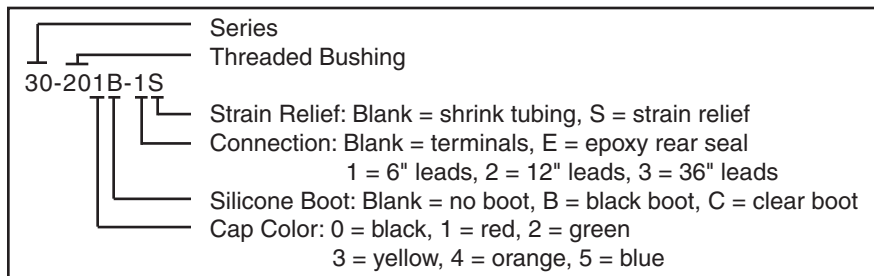 Series
Threaded Bushing
30-201B-1S
Strain Relief: Blank = shrink tubing, S = strain relief
Connection: Blank = terminals, E = epoxy rear seal
1 = 6" leads, 2 = 12" leads, 3 = 36" leads
Silicone Boot: Blank = no boot, B = black boot, C = clear boot
Cap Color: 0 = black, 1 = red, 2 = green
3 = yellow, 4 = orange, 5 = blue